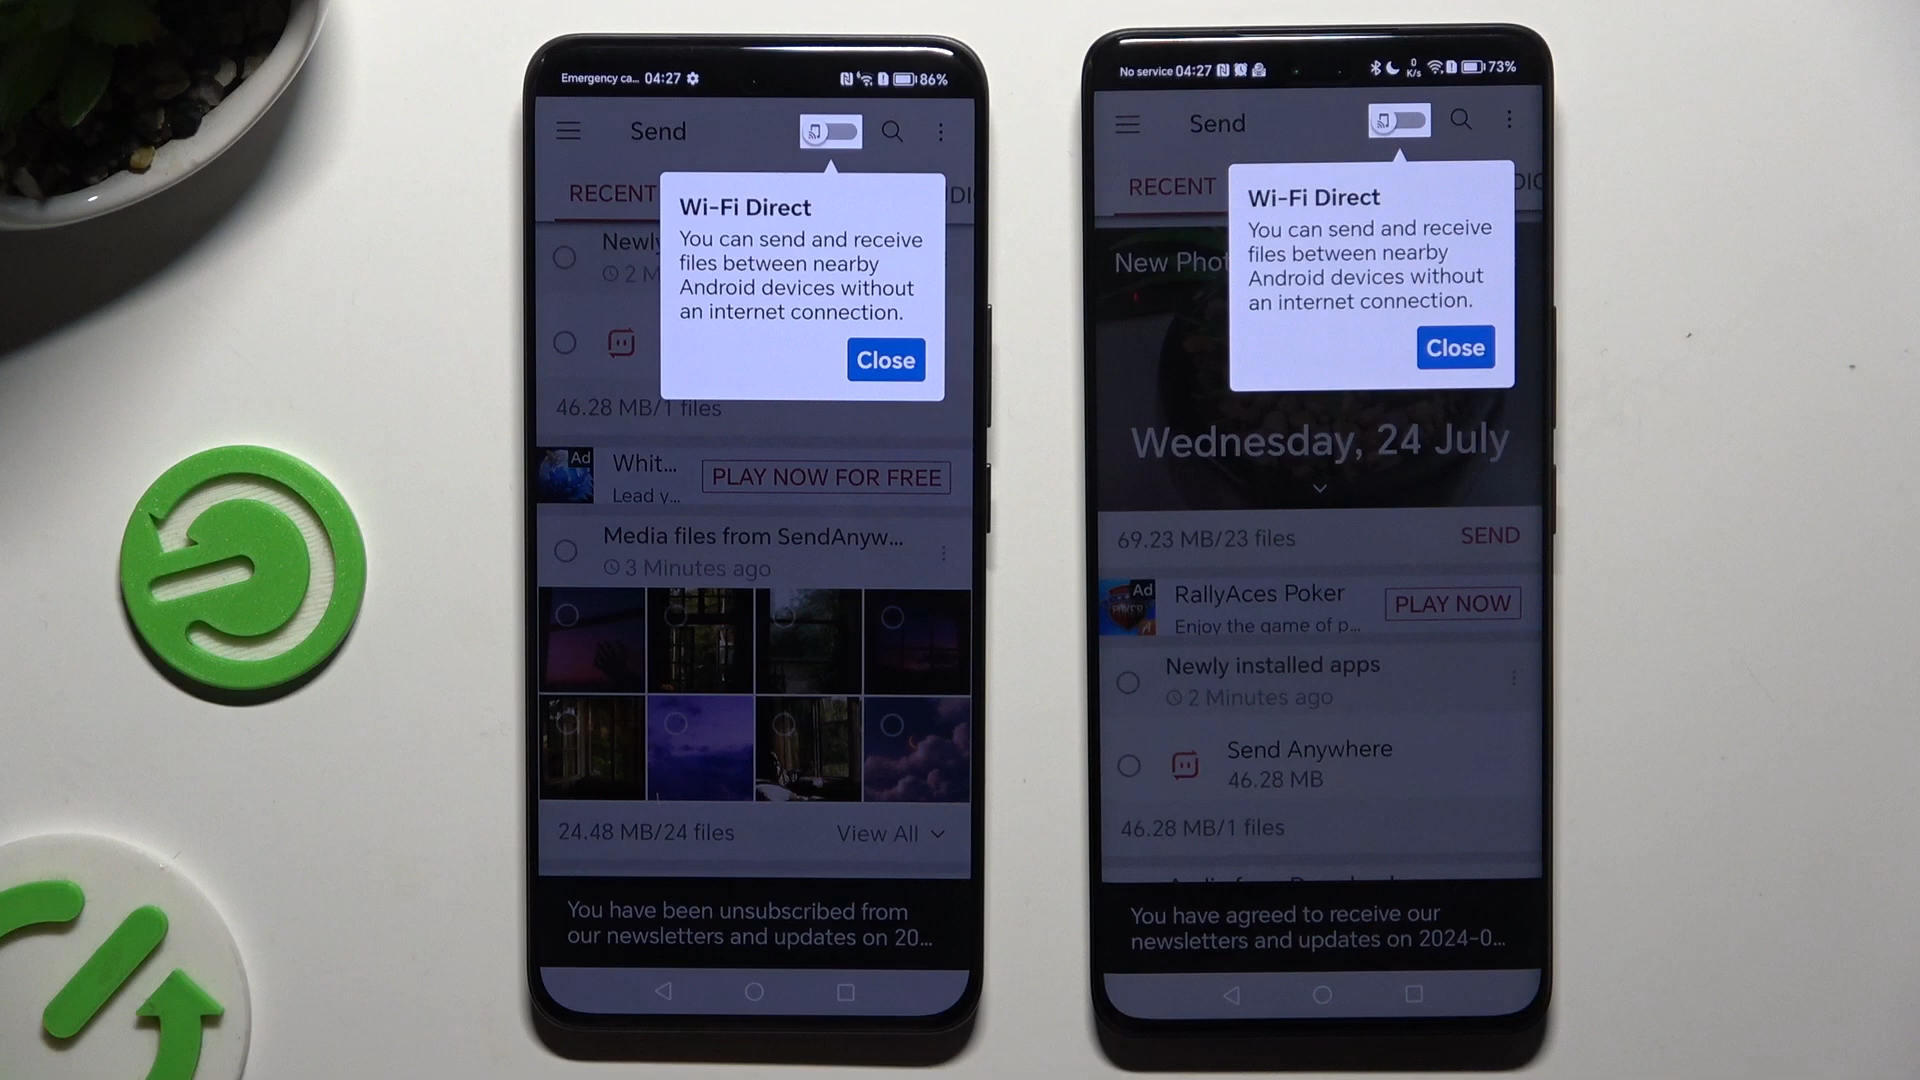 Emergency ca... 04:27
86%
Send
RECENT
Wi-Fi Direct
You can send and receive
files between nearby
Android devices without
an internet connection.
Close
Newly
2 M
46.28 MB/1 files
Ad
Whit...
Lead y...
PLAY NOW FOR FREE
Media files from SendAnyw...
3 Minutes ago
24.48 MB/24 files
View All
You have been unsubscribed from
our newsletters and updates on 20...
No service 04:27
0
K/s
73%
Send
RECENT
Wi-Fi Direct
You can send and receive
files between nearby
Android devices without
an internet connection.
Close
New Phot
Wednesday, 24 July
69.23 MB/23 files
SEND
Ad
RallyAces Poker
Enjoy the game of p...
PLAY NOW
Newly installed apps
2 Minutes ago
Send Anywhere
46.28 MB
46.28 MB/1 files
You have agreed to receive our
newsletters and updates on 2024-0...